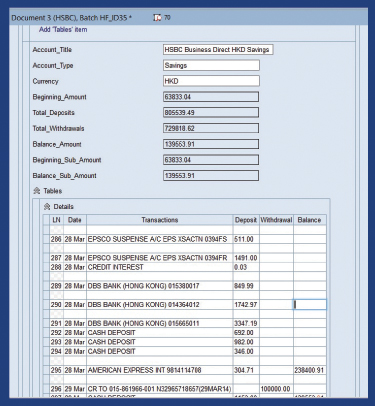 Document 3 (HSBC), Batch HF_ID35 * 70
Add 'Tables' item
Account_Title HSBC Business Direct HKD Savings
Account_Type Savings
Currency HKD
Beginning_Amount 63833.04
Total_Deposits 805539.49
Total_Withdrawals 729818.62
Balance_Amount 139553.91
Beginning_Sub_Amount 63833.04
Balance_Sub_Amount 139553.91
Tables
Details
LN Date Transactions Deposit Withdrawal Balance
286 28 Mar EPSCO SUSPENSE A/C EPS XSACTN 0394FS 511.00
287 28 Mar EPSCO SUSPENSE A/C EPS XSACTN 0394FR 1491.00
288 28 Mar CREDIT INTEREST 0.03
289 28 Mar DBS BANK (HONG KONG) 015380017 849.99
290 28 Mar DBS BANK (HONG KONG) 014364012 1742.97
291 28 Mar DBS BANK (HONG KONG) 015665011 3347.19
292 28 Mar CASH DEPOSIT 692.00
293 28 Mar CASH DEPOSIT 982.00
294 28 Mar CASH DEPOSIT 346.00
295 28 Mar AMERICAN EXPRESS INT 9814114708 304.71 238400.91
296 29 Mar CR TO 015-861966-001 N32965718657(29MAR14) 100000.00